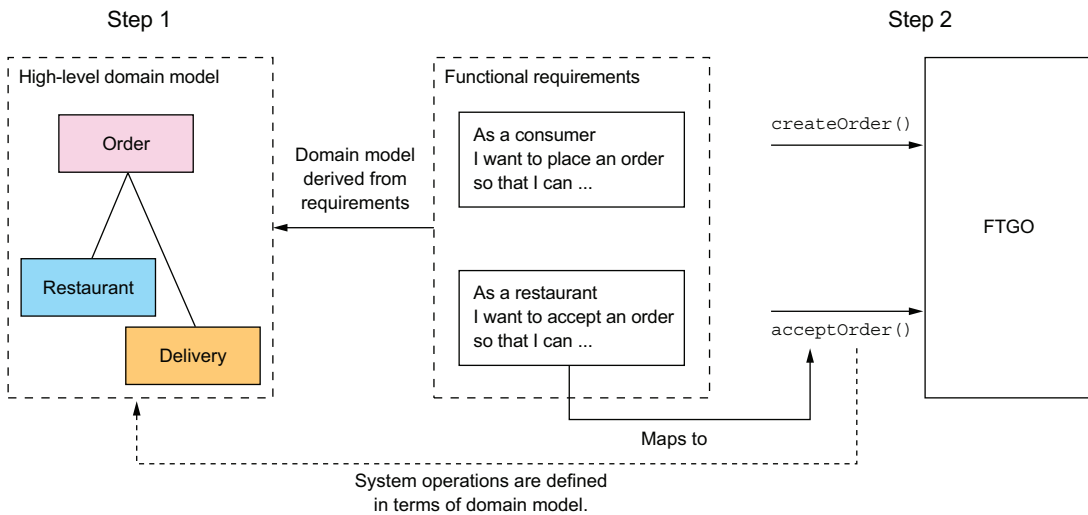 Step 1
Step 2
High-level domain model
Order
Restaurant
Delivery
Domain model
derived from
requirements
Functional requirements
As a consumer
I want to place an order
so that I can ...
As a restaurant
I want to accept an order
so that I can ...
createOrder()
acceptOrder()
FTGO
Maps to
System operations are defined
in terms of domain model.